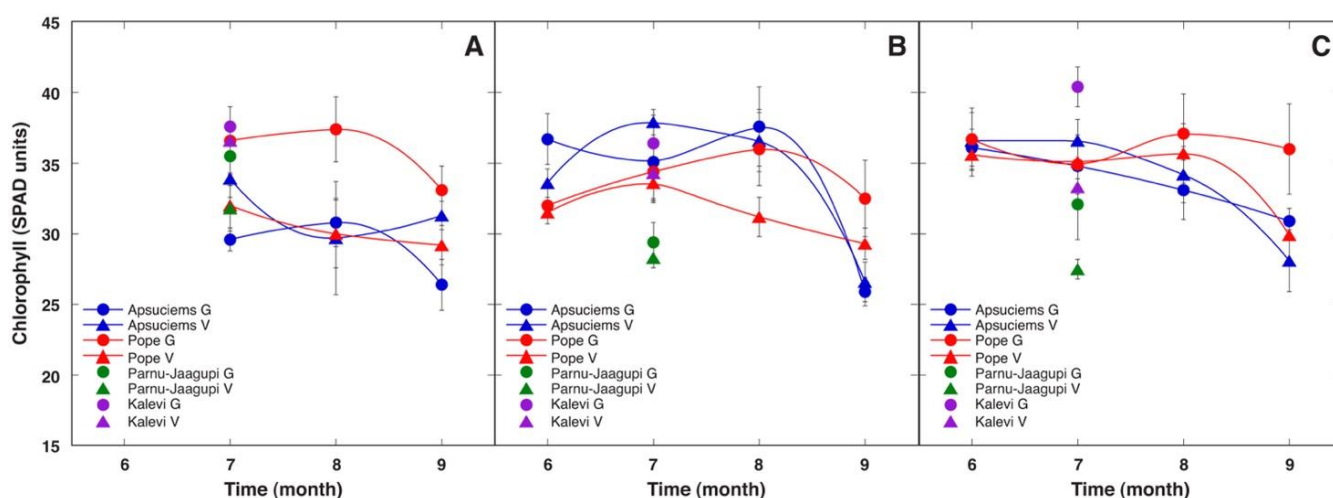 45
40
35
30
25
20
15
Chlorophyll (SPAD units)
A
Apsuciems G
Apsuciems V
Pope G
Pope V
Parnu-Jaagupi G
Parnu-Jaagupi V
Kalevi G
Kalevi V
6 7 8 9
Time (month)
B
Apsuciems G
Apsuciems V
Pope G
Pope V
Parnu-Jaagupi G
Parnu-Jaagupi V
Kalevi G
Kalevi V
6 7 8 9
Time (month)
C
Apsuciems G
Apsuciems V
Pope G
Pope V
Parnu-Jaagupi G
Parnu-Jaagupi V
Kalevi G
Kalevi V
6 7 8 9
Time (month)